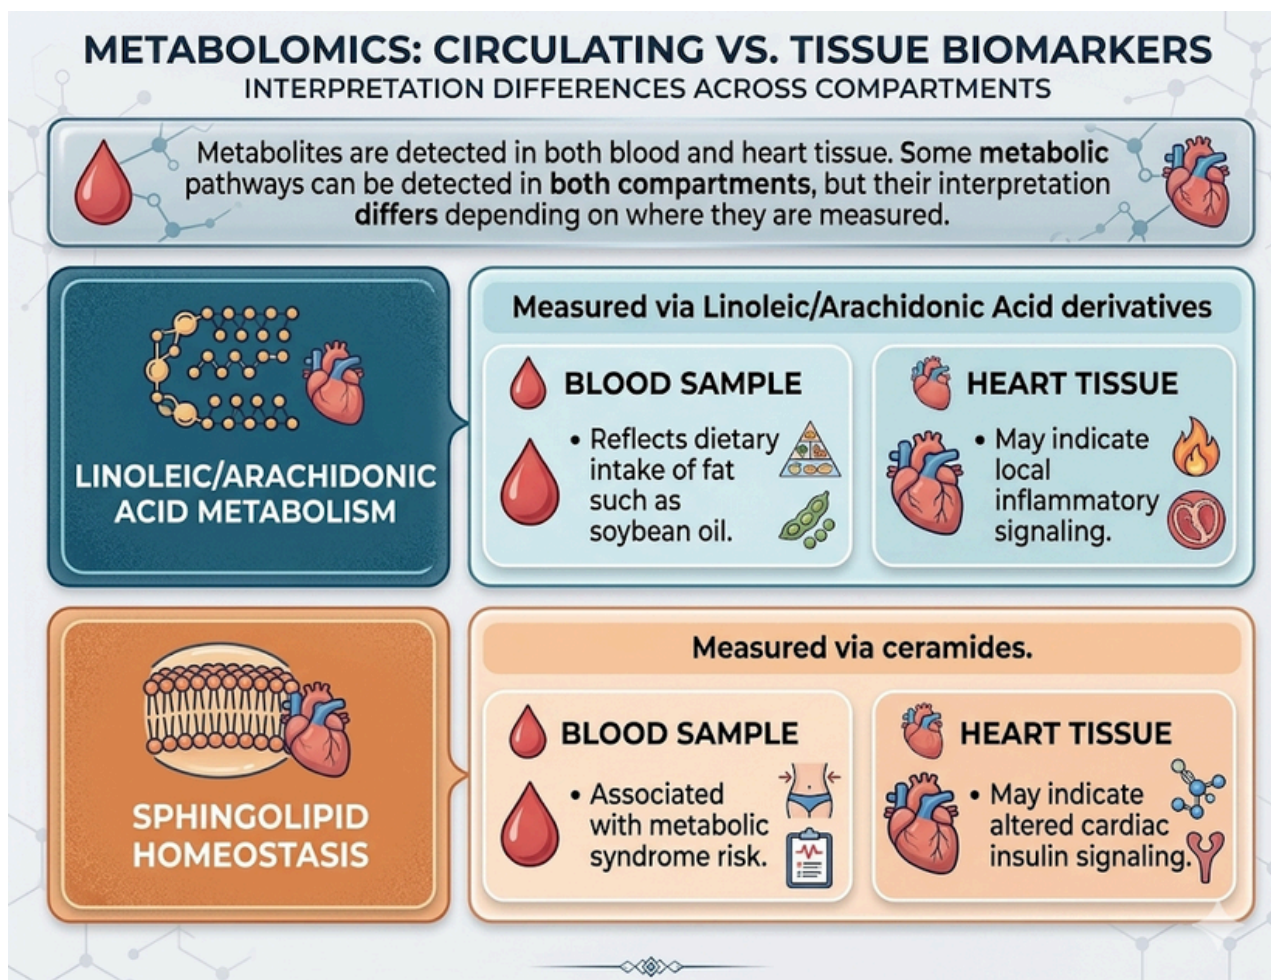 METABOLOMICS: CIRCULATING VS. TISSUE BIOMARKERS
INTERPRETATION DIFFERENCES ACROSS COMPARTMENTS
Metabolites are detected in both blood and heart tissue. Some metabolic
pathways can be detected in both compartments, but their interpretation
differs depending on where they are measured.
LINOLEIC/ARACHIDONIC
ACID METABOLISM
Measured via Linoleic/Arachidonic Acid derivatives
BLOOD SAMPLE
• Reflects dietary
intake of fat
such as
soybean oil.
HEART TISSUE
• May indicate
local
inflammatory
signaling.
SPHINGOLIPID
HOMEOSTASIS
Measured via ceramides.
BLOOD SAMPLE
• Associated
with metabolic
syndrome risk.
HEART TISSUE
• May indicate
altered cardiac
insulin signaling.